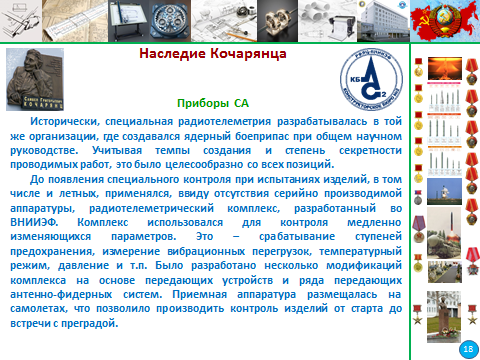 Наследие Кочарянца
КОЧАРЯНЦ
КБ АС 2
Приборы СА
Исторически, специальная радиотелеметрия разрабатывалась в той
же организации, где создавался ядерный боеприпас при общем научном
руководстве. Учитывая темпы создания и степень секретности
проводимых работ, это было целесообразно со всех позиций.
До появления специального контроля при испытаниях изделий, в том
числе и летных, применялся, ввиду отсутствия серийно производимой
аппаратуры, радиотелеметрический комплекс, разработанный во
ВНИИЭФ. Комплекс использовался для контроля медленно
изменяющихся параметров. Это – срабатывание ступеней
предохранения, измерение вибрационных перегрузок, температурный
режим, давление и т.п. Было разработано несколько модификаций
комплекса на основе передающих устройств и ряда передающих
антенно-фидерных систем. Приемная аппаратура размещалась на
самолетах, что позволило производить контроль изделий от старта до
встречи с преградой.
18